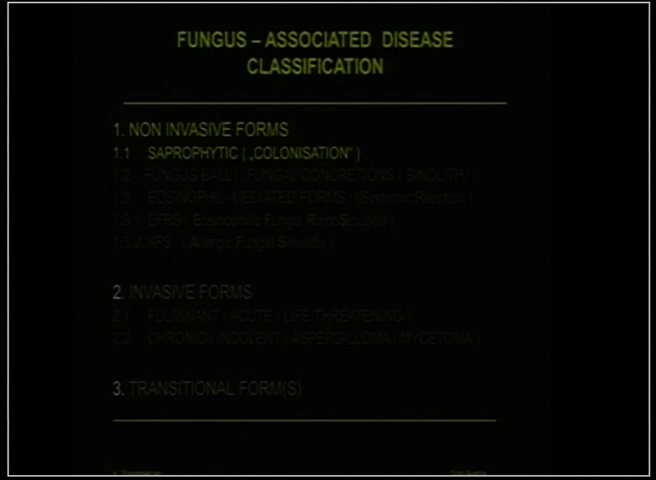 FUNGUS – ASSOCIATED DISEASE
CLASSIFICATION
1. NON INVASIVE FORMS
1.1 SAPROPHYTIC ( „COLONISATION“ )
1.2 FUNGUS BALL ( „FUNGAL CONCRETIONS / SINOLITH“ )
1.3 EOSINOPHIL-MEDIATED FORMS (Systemic Reaction )
1.3.1 EFRS ( Eosinophilic Fungal RhinoSinusitis )
1.3.2 AFS ( Allergic Fungal Sinusitis )
2. INVASIVE FORMS
2.1 FULMINANT / ACUTE ( LIFE THREATENING )
2.2 CHRONIC / INDOLENT ( ASPERGILLOMA / MYCETOMA )
3. TRANSITIONAL FORM(S)